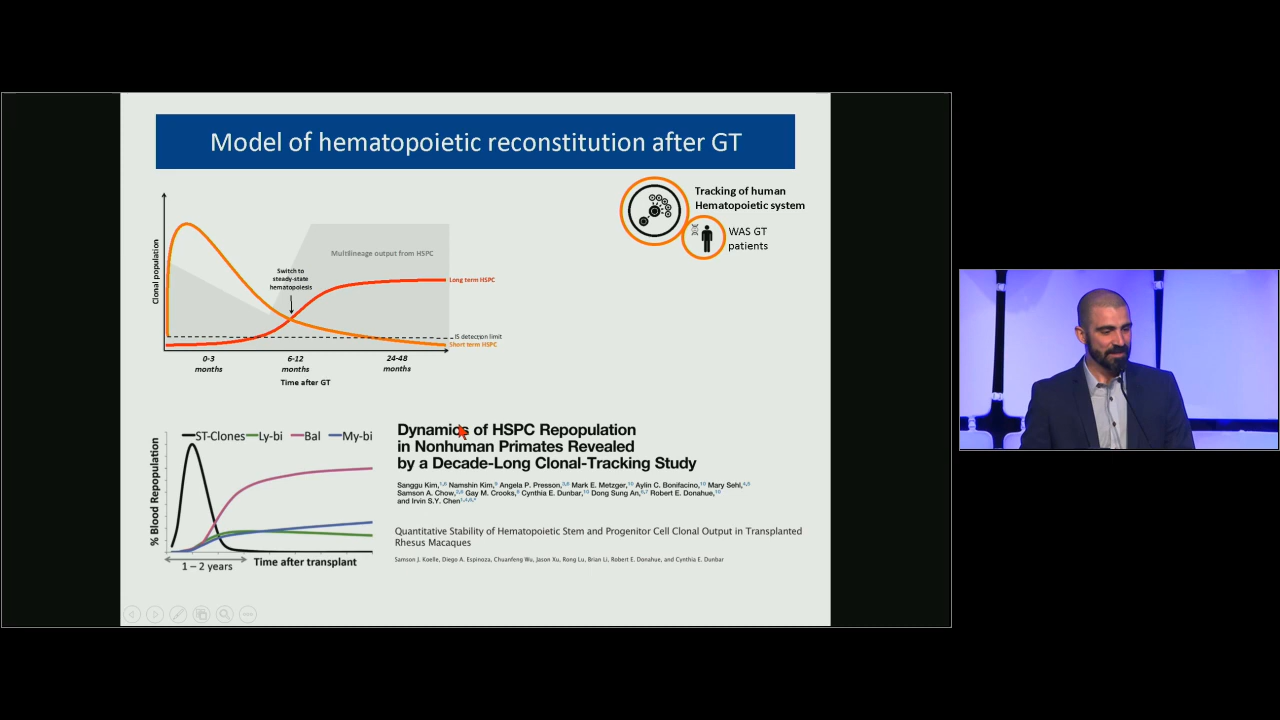 Model of hematopoietic reconstitution after GT
Tracking of human
Hematopoietic system
WAS GT
patients
Clonal population
Multilineage output from HSPC
Switch to
steady-state
hematopoiesis
Long term HSPC
IS detection limit
Short term HSPC
0-3
months
6-12
months
24-48
months
Time after GT
% Blood Repopulation
ST-Clones Ly-bi Bal My-bi
1 – 2 years
Time after transplant
Dynamics of HSPC Repopulation
in Nonhuman Primates Revealed
by a Decade-Long Clonal-Tracking Study
Sanggu Kim, Namshin Kim, Angela P. Presson, Mark E. Metzger, Aylin C. Bonifacino, Mary Sehl,
Samson A. Chow, Gay M. Crooks, Cynthia E. Dunbar, Dong Sung An, Robert E. Donahue,
and Irvin S.Y. Chen
Quantitative Stability of Hematopoietic Stem and Progenitor Cell Clonal Output in Transplanted
Rhesus Macaques
Samson J. Koelle, Diego A. Espinoza, Chuanfeng Wu, Jason Xu, Rong Lu, Brian Li, Robert E. Donahue, and Cynthia E. Dunbar